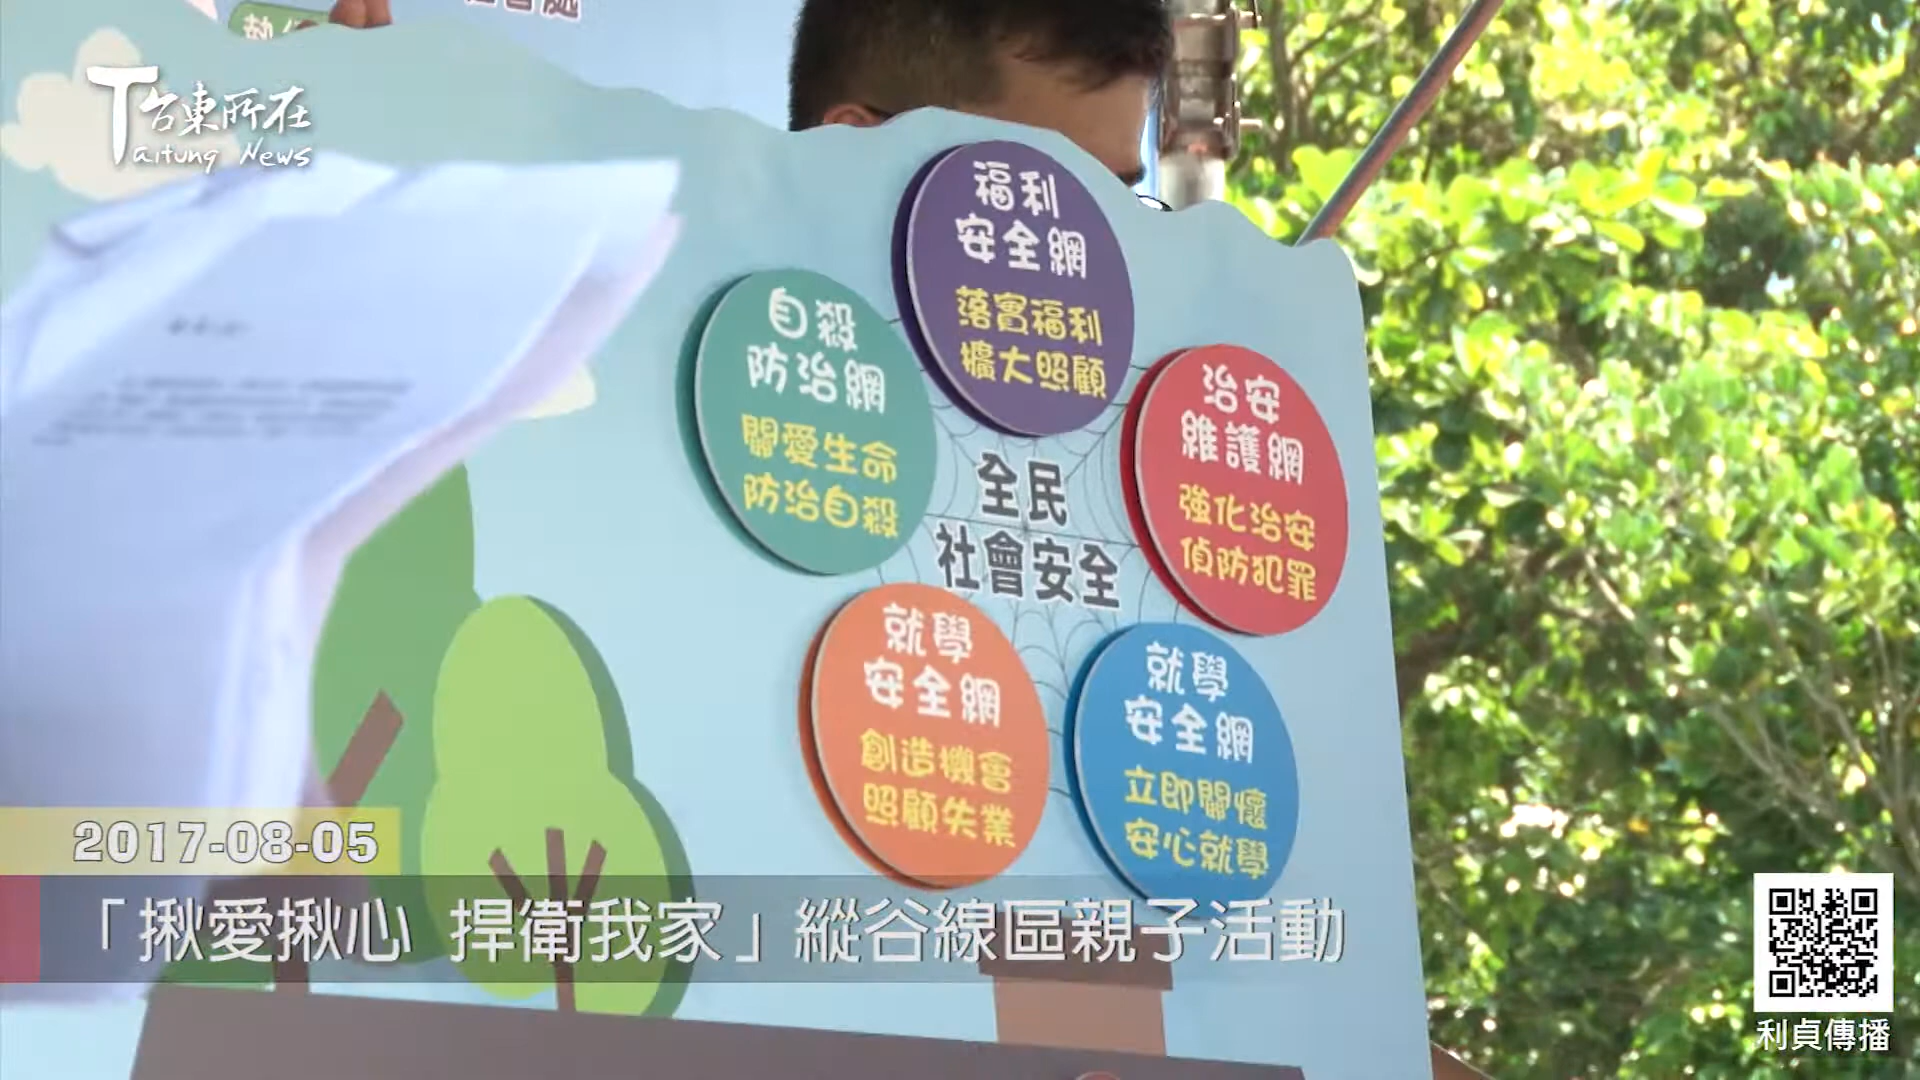 台東所在
Taitung News
福利
安全網
落實福利
擴大照顧
自殺
防治網
關愛生命
防治自殺
治安
維護網
強化治安
偵防犯罪
全民
社會安全
就學
安全網
創造機會
照顧失業
就學
安全網
立即關懷
安心就學
2017-08-05
「揪愛揪心 捍衛我家」縱谷線區親子活動
利貞傳播